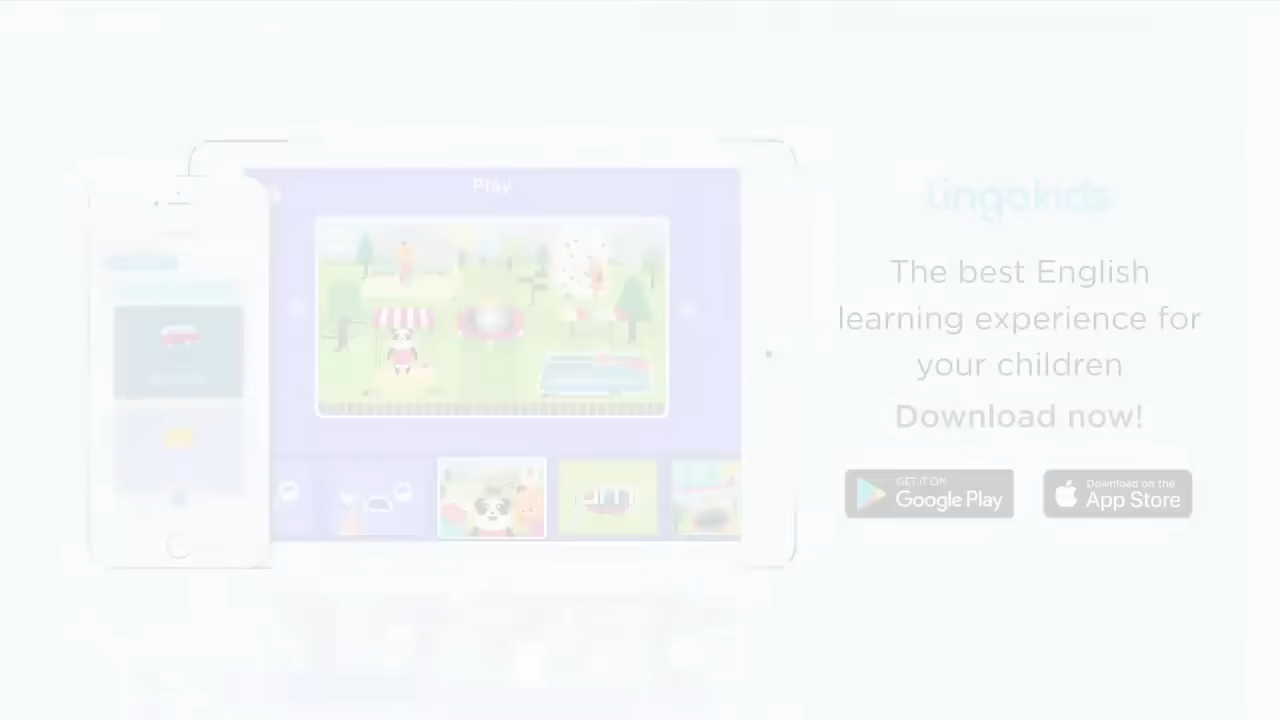 Play
Lingokids
The best English
learning experience for
your children
Download now!
GET IT ON
Google Play
Download on the
App Store